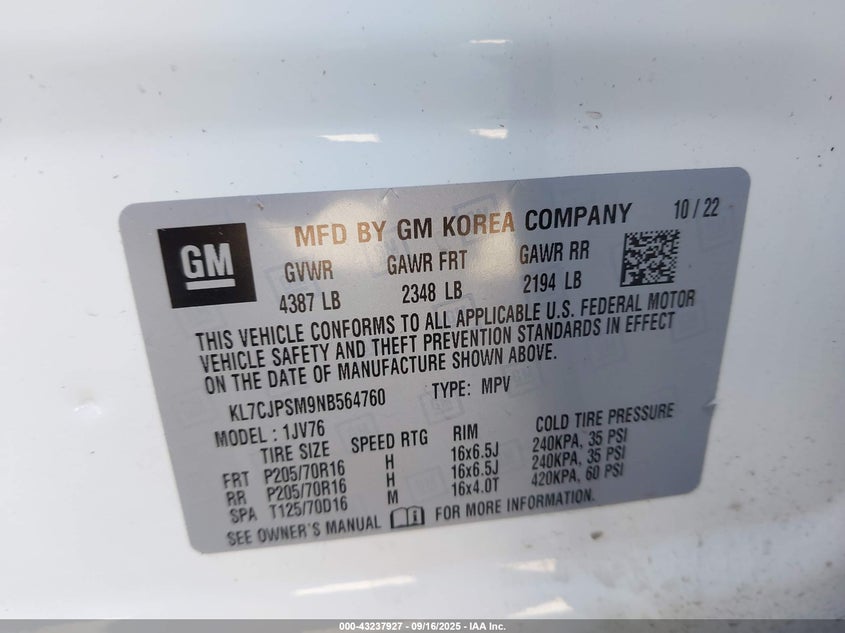 GM
MFD BY GM KOREA COMPANY 10 / 22
GVWR GAWR FRT GAWR RR
4387 LB 2348 LB 2194 LB
THIS VEHICLE CONFORMS TO ALL APPLICABLE U.S. FEDERAL MOTOR
VEHICLE SAFETY AND THEFT PREVENTION STANDARDS IN EFFECT
ON THE DATE OF MANUFACTURE SHOWN ABOVE.
KL7CJPSM9NB564760 TYPE: MPV
MODEL : 1JV76
TIRE SIZE SPEED RTG RIM COLD TIRE PRESSURE
FRT P205/70R16 H 16x6.5J 240KPA, 35 PSI
RR P205/70R16 H 16x6.5J 240KPA, 35 PSI
SPA T125/70D16 M 16x4.0T 420KPA, 60 PSI
SEE OWNER'S MANUAL FOR MORE INFORMATION.
000-43237927 - 09/16/2025 - IAA Inc.